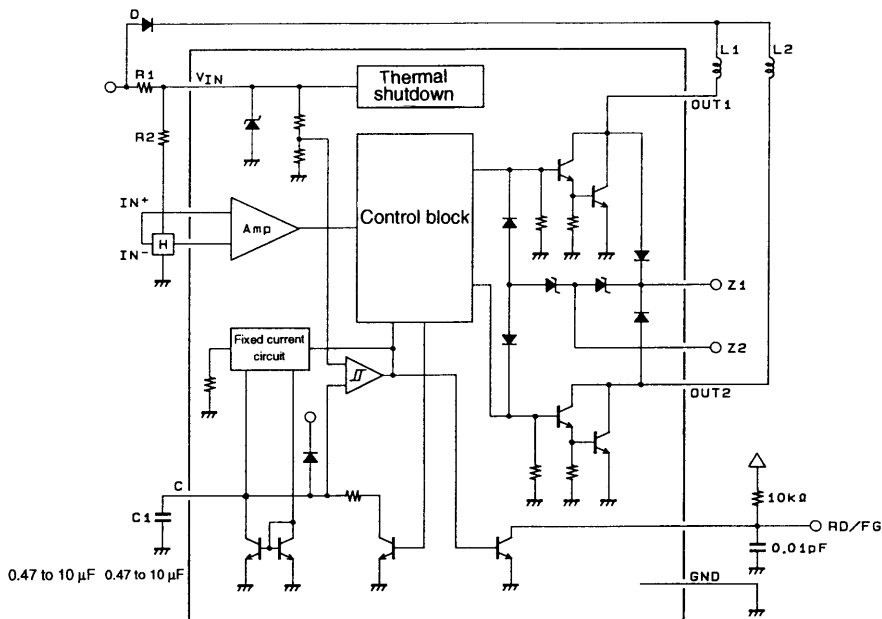 D
L1
L2
R1
VIN
Thermal
shutdown
OUT1
R2
IN+
Amp
Control block
IN-
H
Z1
Z2
Fixed current
circuit
OUT2
C
C1
10kΩ
RD/FG
0.01pF
0.47 to 10 µF 0.47 to 10 µF
GND